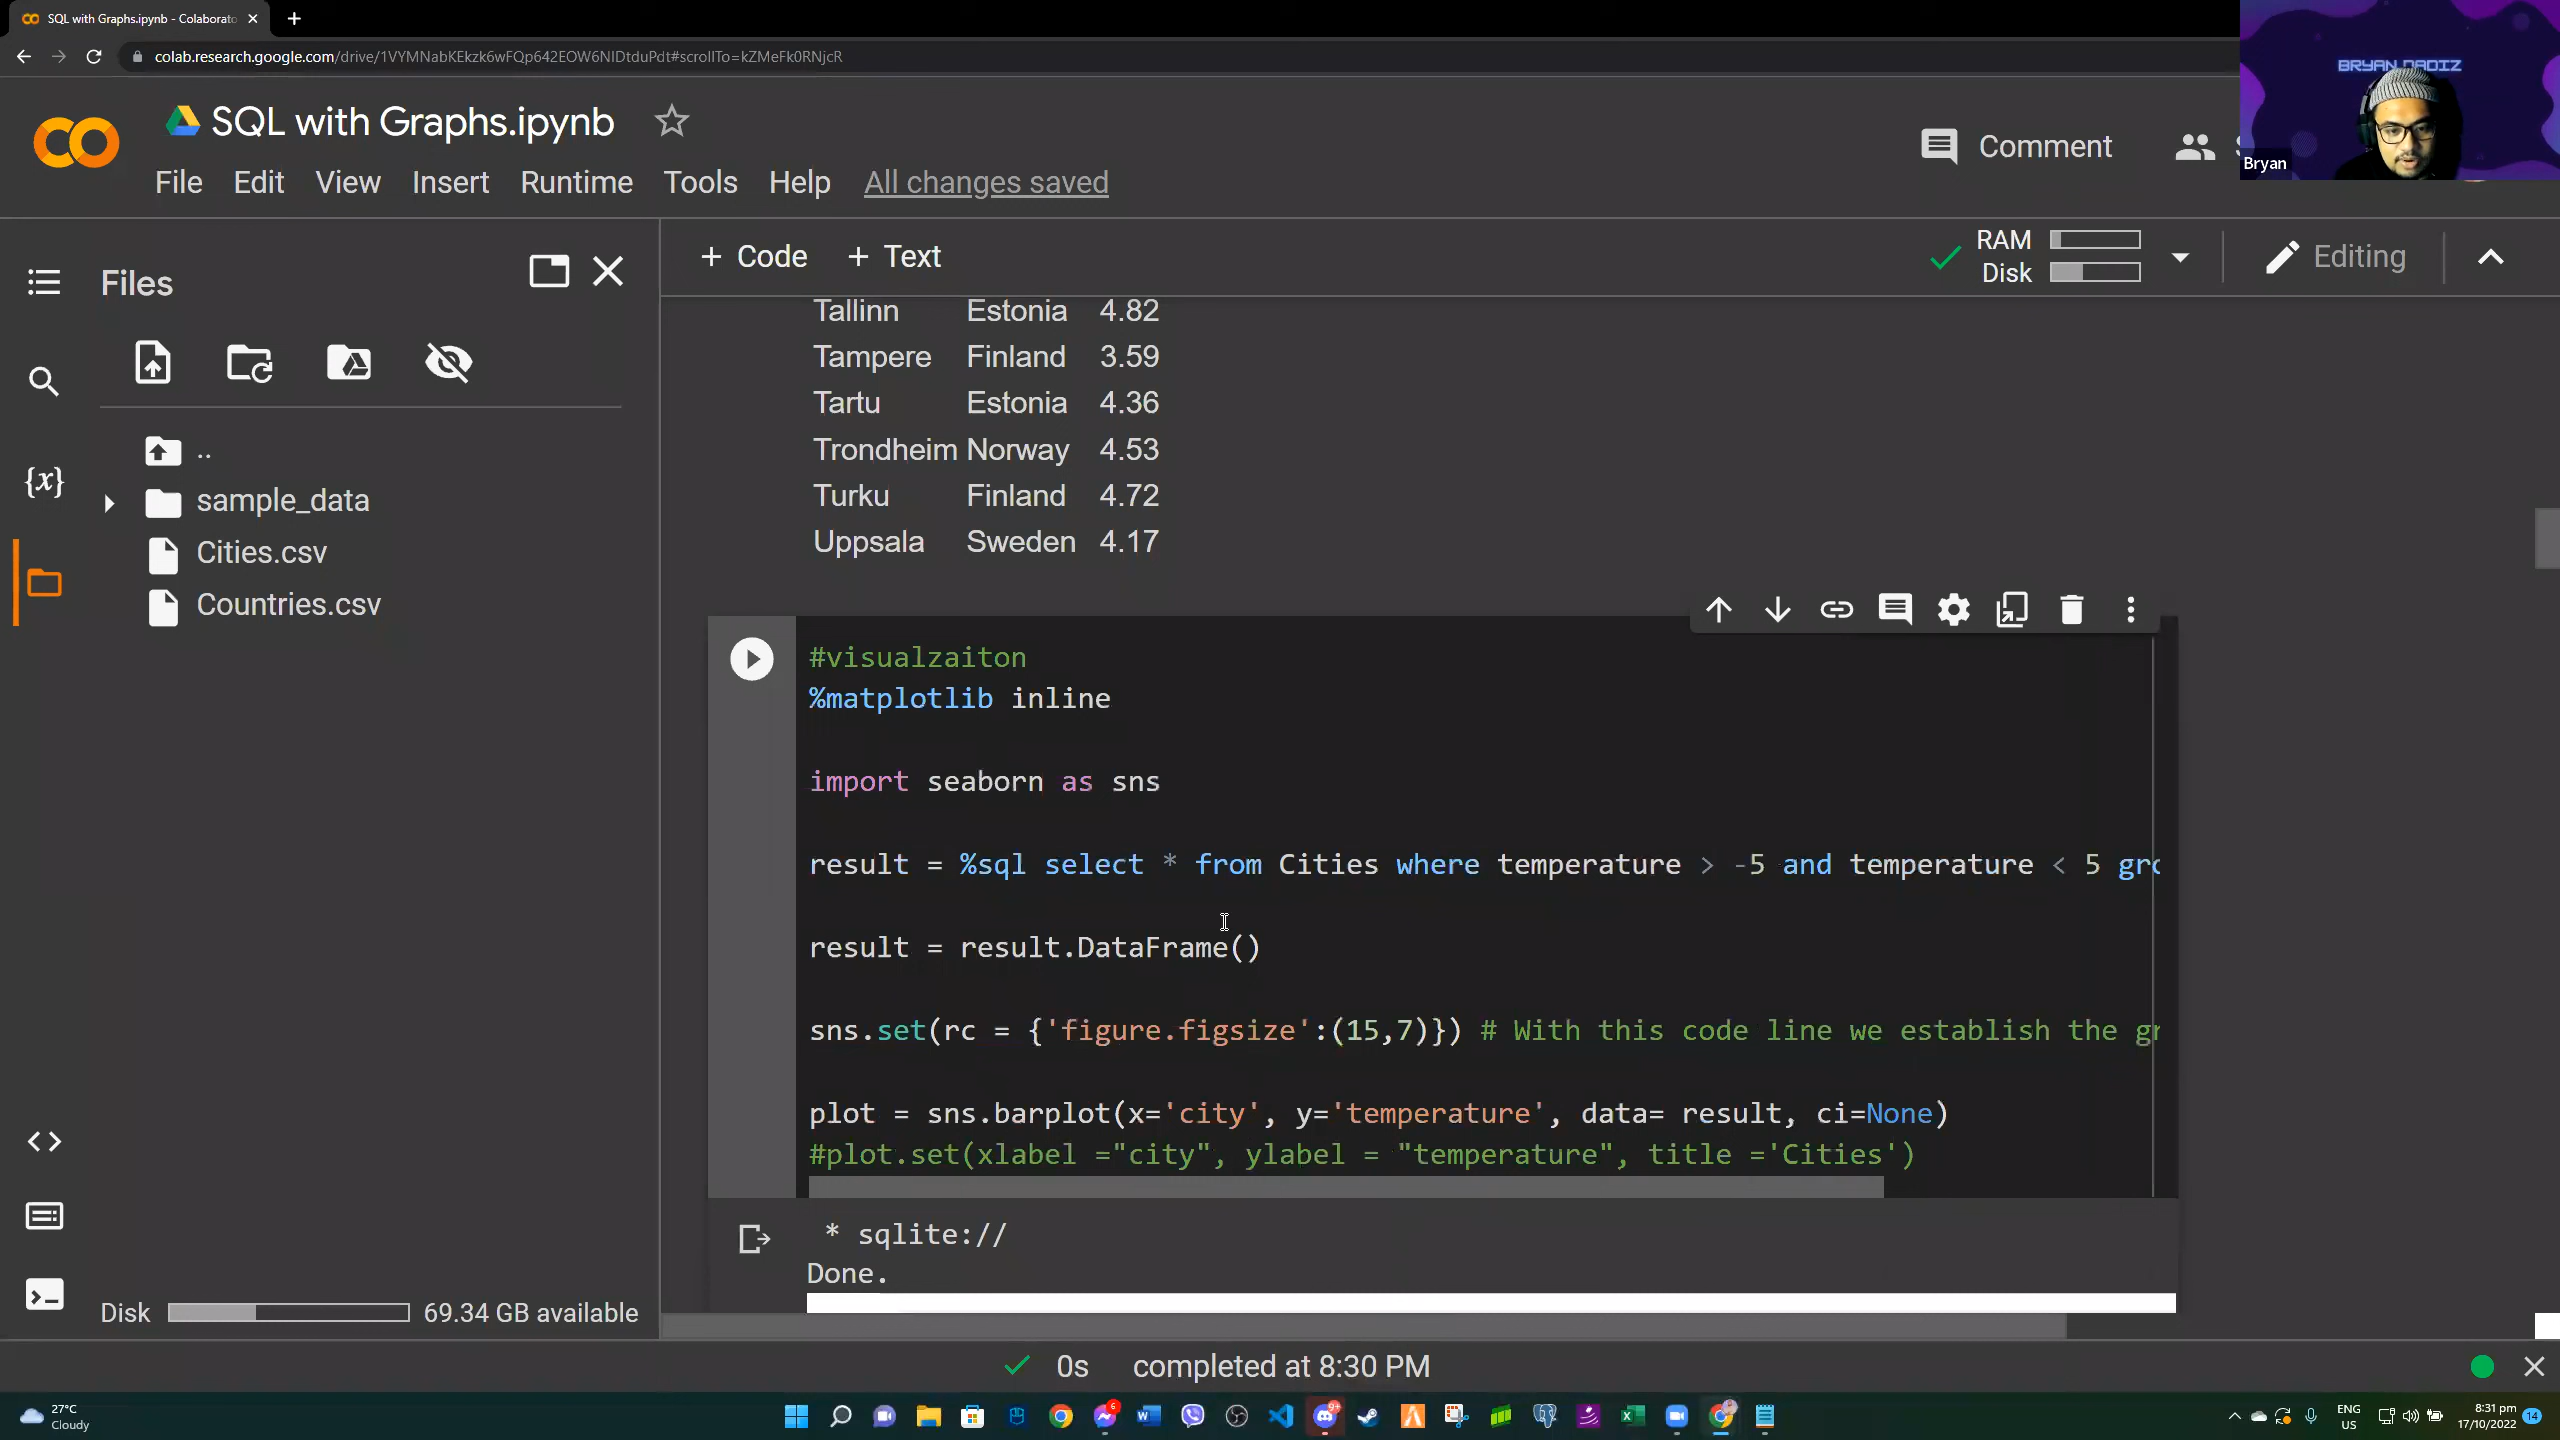 SQL with Graphs.ipynb - Colaborato
colab.research.google.com/drive/1VYMNabKEkzk6wFQp642EOW6NIDtduPdt#scrollTo=kZMeFk0RNjcR
BRYAN DADIZ
Bryan
SQL with Graphs.ipynb
Comment
File Edit View Insert Runtime Tools Help All changes saved
Files
+ Code + Text
RAM
Disk
Editing
..
sample_data
Cities.csv
Countries.csv
Disk 69.34 GB available
Tallinn Estonia 4.82
Tampere Finland 3.59
Tartu Estonia 4.36
Trondheim Norway 4.53
Turku Finland 4.72
Uppsala Sweden 4.17
#visualzaiton
%matplotlib inline
import seaborn as sns
result = %sql select * from Cities where temperature > -5 and temperature < 5 gro
result = result.DataFrame()
sns.set(rc = {'figure.figsize':(15,7)}) # With this code line we establish the gr
plot = sns.barplot(x='city', y='temperature', data= result, ci=None)
#plot.set(xlabel ="city", ylabel = "temperature", title ='Cities')
* sqlite://
Done.
0s completed at 8:30 PM
27°C
Cloudy
ENG
US
8:31 pm
17/10/2022
14